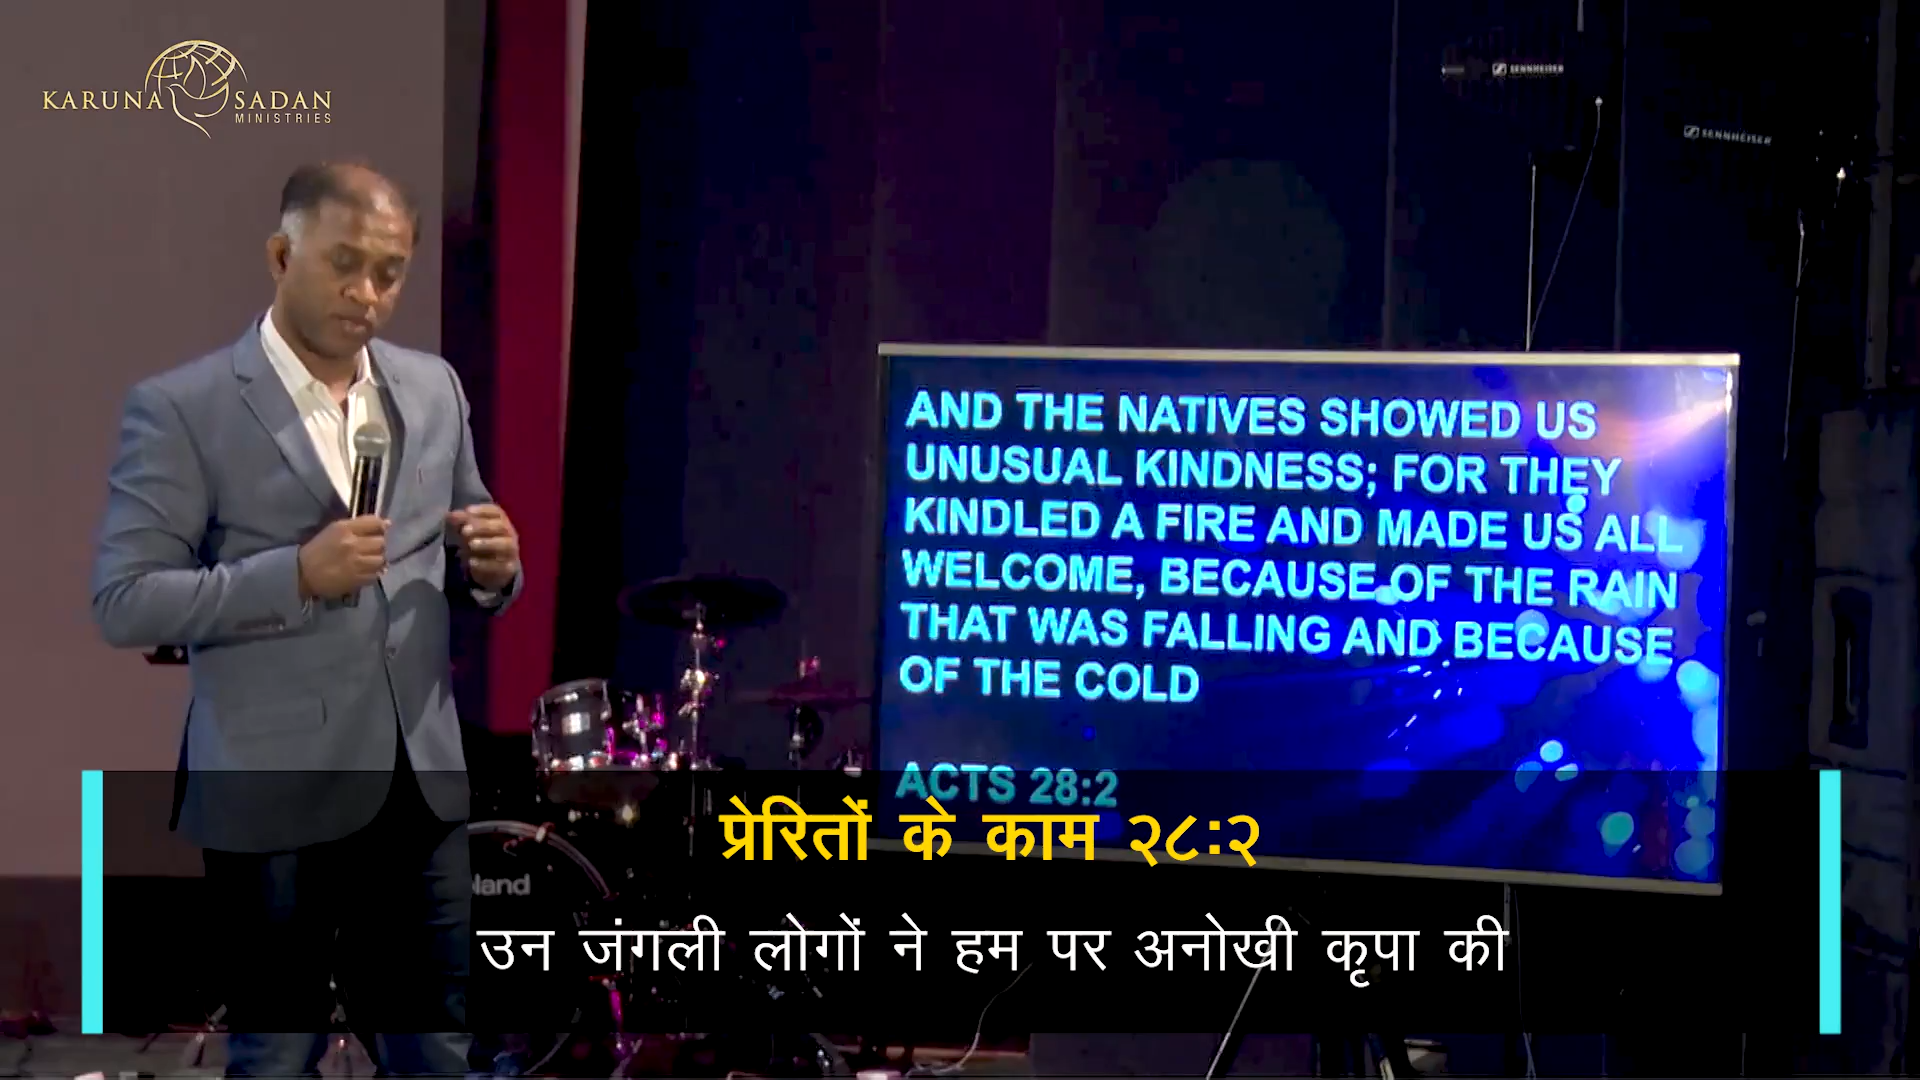 KARUNA SADAN
MINISTRIES
SENNHEISER
SENNHEISER
AND THE NATIVES SHOWED US
UNUSUAL KINDNESS; FOR THEY
KINDLED A FIRE AND MADE US ALL
WELCOME, BECAUSE OF THE RAIN
THAT WAS FALLING AND BECAUSE
OF THE COLD
ACTS 28:2
प्रेरितों के काम २८:२
उन जंगली लोगों ने हम पर अनोखी कृपा की